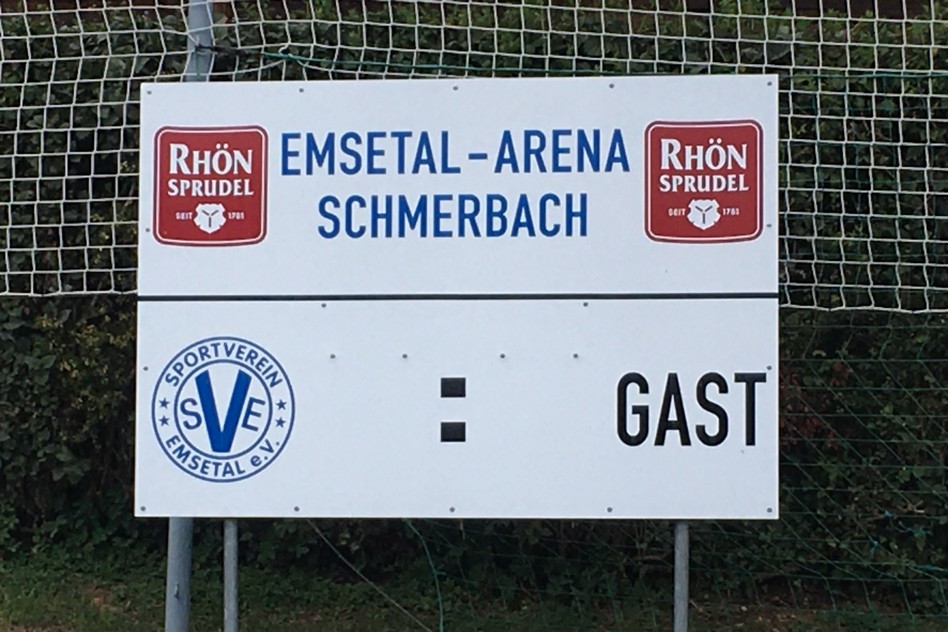 RHÖN
SPRUDEL
SEIT 1781
EMSETAL-ARENA
SCHMERBACH
RHÖN
SPRUDEL
SEIT 1781
SPORTVEREIN
SVE
EMSETAL e.V.
:
GAST